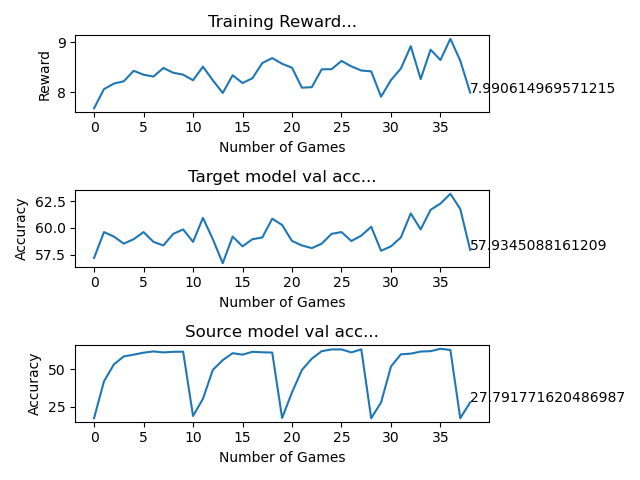 Training Reward...
Reward
9
8
7.990614969571215
0 5 10 15 20 25 30 35
Number of Games
Target model val acc...
Accuracy
62.5
60.0
57.5
57.9345088161209
0 5 10 15 20 25 30 35
Number of Games
Source model val acc...
Accuracy
50
25
27.791771620486987
0 5 10 15 20 25 30 35
Number of Games